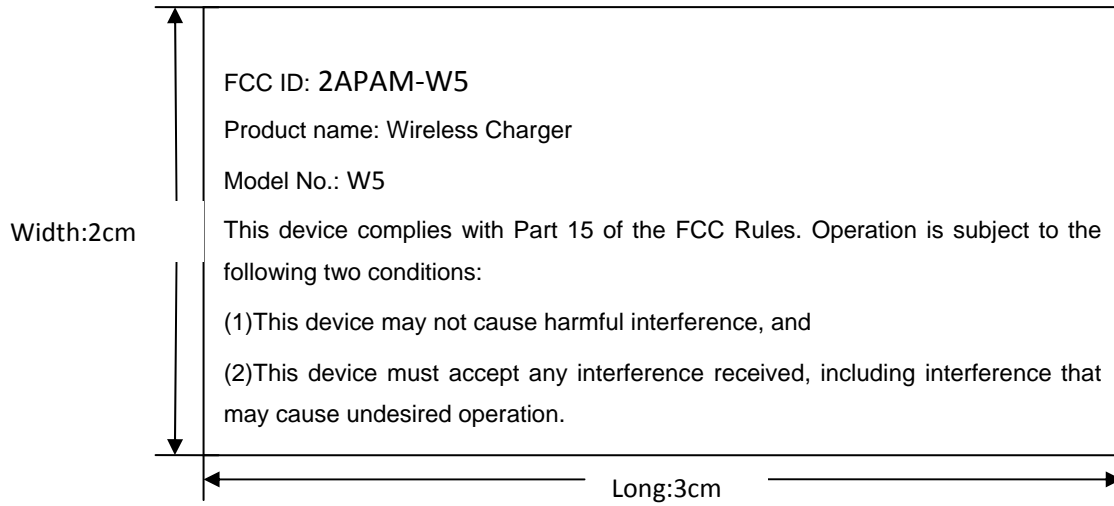 FCC ID: 2APAM-W5
Product name: Wireless Charger
Model No.: W5
Width:2cm
This device complies with Part 15 of the FCC Rules. Operation is subject to the
following two conditions:
(1)This device may not cause harmful interference, and
(2)This device must accept any interference received, including interference that
may cause undesired operation.
Long:3cm